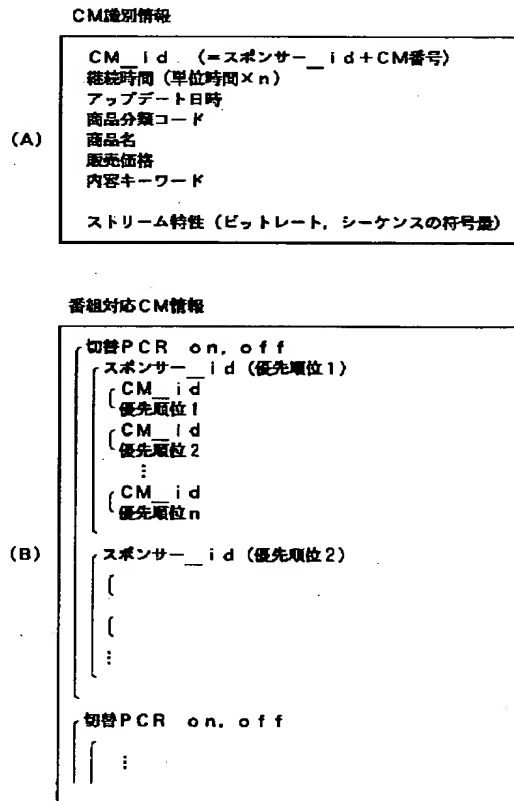 CM識別情報
(A)
CM__id (=スポンサー__id+CM番号)
継続時間(単位時間×n)
アップデート日時
商品分類コード
商品名
販売価格
内容キーワード
ストリーム特性(ビットレート,シーケンスの符号量)
番組対応CM情報
(B)
切替PCR on, off
スポンサー__id(優先順位1)
CM__id
優先順位1
CM__id
優先順位2
⋮
CM__id
優先順位n
スポンサー__id(優先順位2)
⋮
切替PCR on, off
⋮